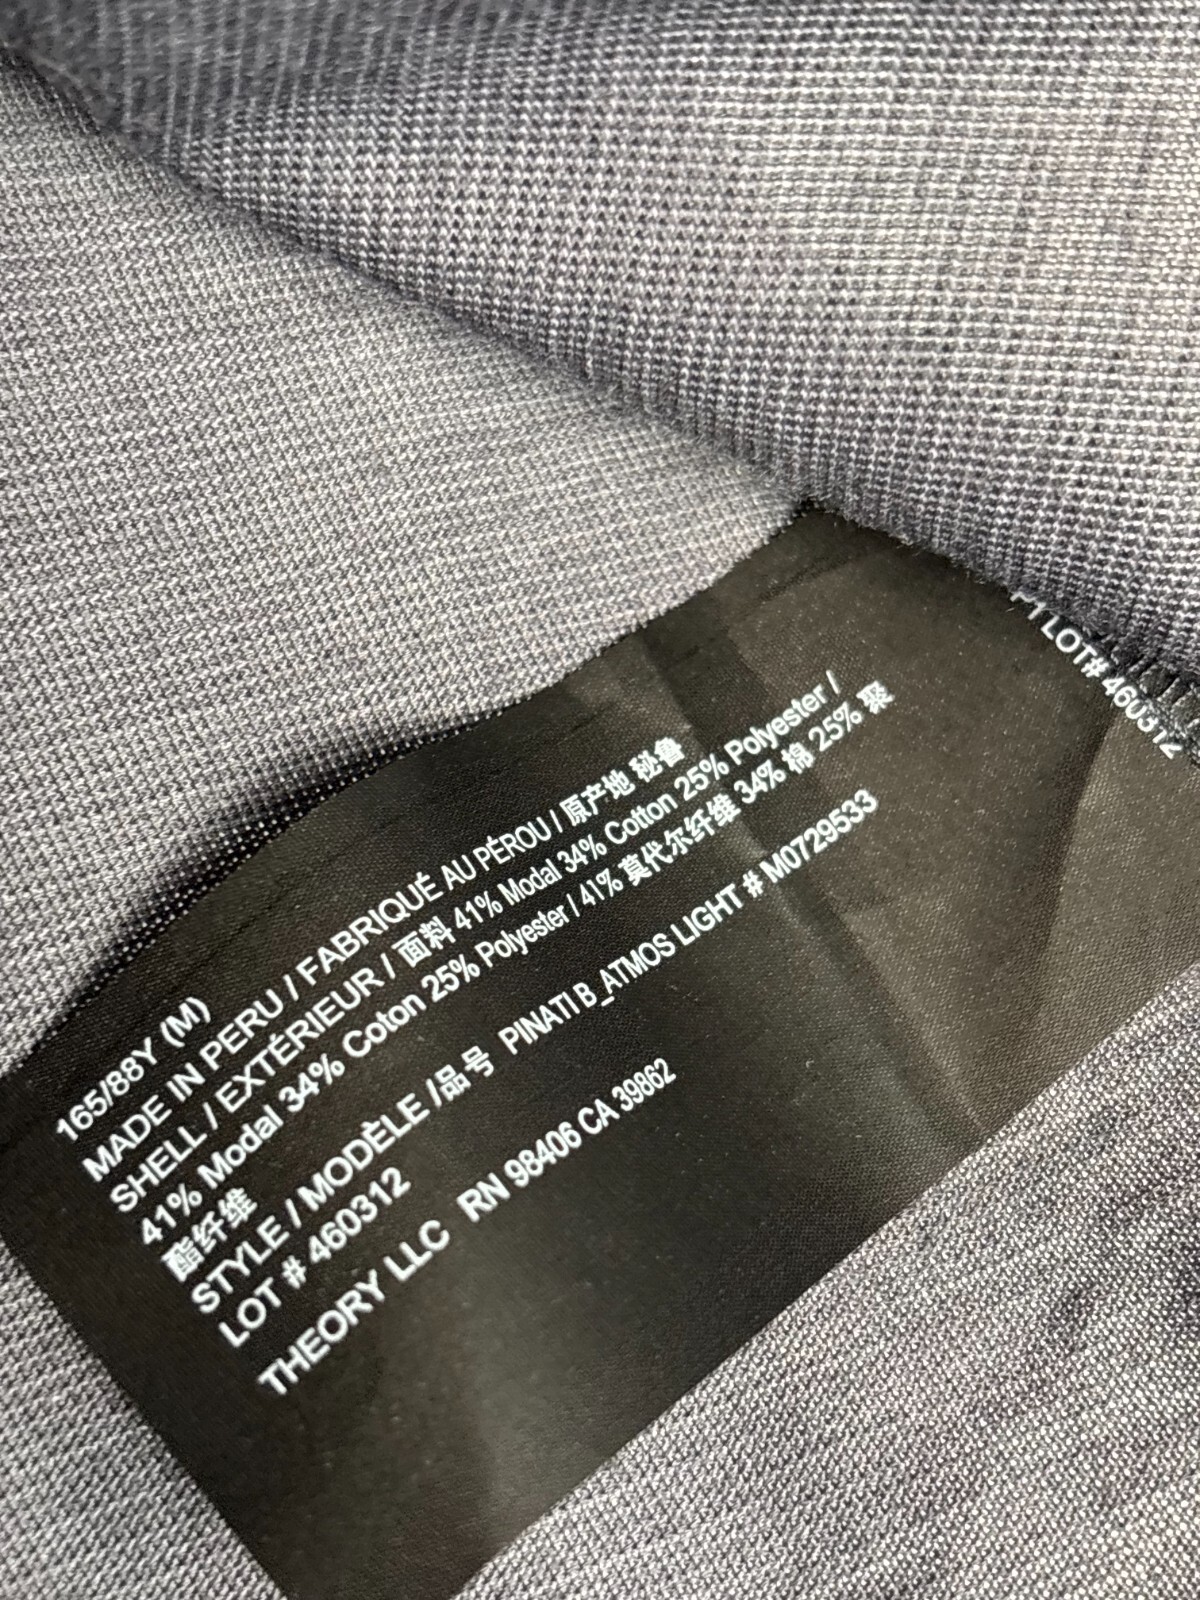 165/88Y (M)
MADE IN PERU / FABRIQUÉ AU PÉROU / 原产地 秘鲁
SHELL / EXTÉRIEUR / 面料 41% Modal 34% Cotton 25% Polyester /
41% Modal 34% Coton 25% Polyester / 41% 莫代尔纤维 34% 棉 25% 聚
酯纤维
STYLE / MODÈLE /品号 PINATI B_ATMOS LIGHT # M0729533
LOT # 460312
THEORY LLC RN 98406 CA 39862
LOT# 460312